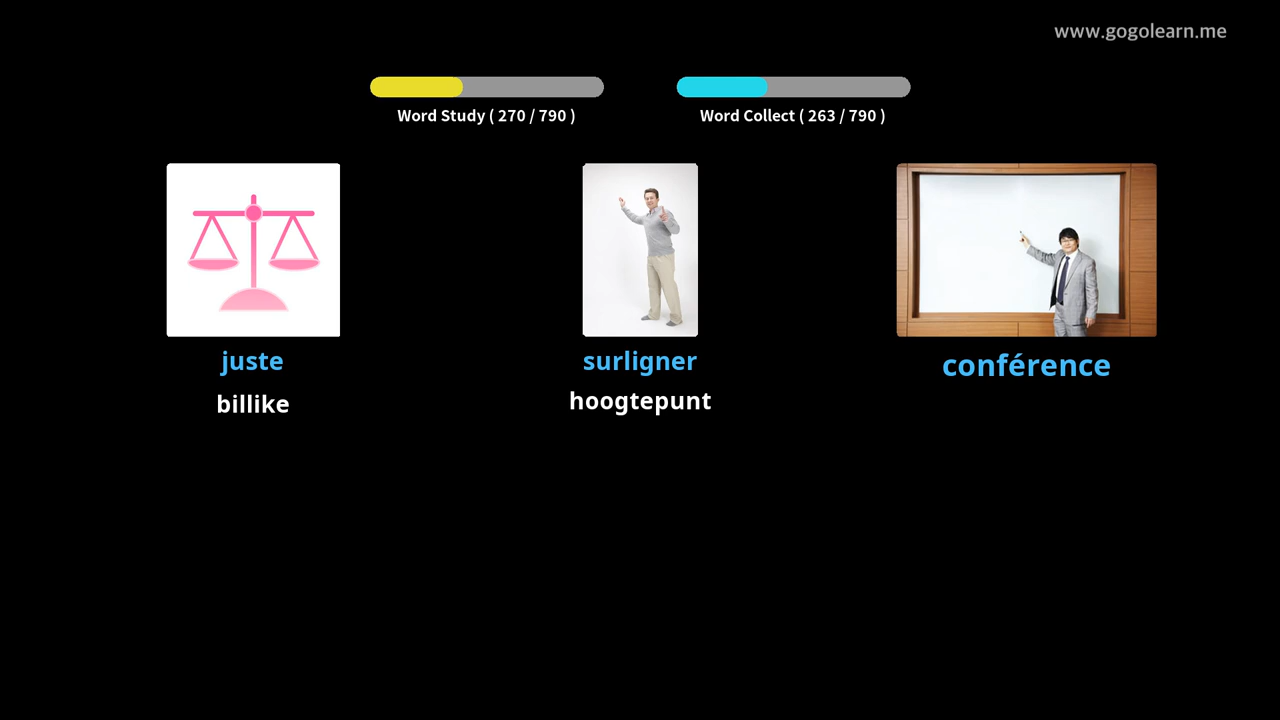 www.gogolearn.me
Word Study ( 270 / 790 )
Word Collect ( 263 / 790 )
juste
surligner
conférence
billike
hoogtepunt